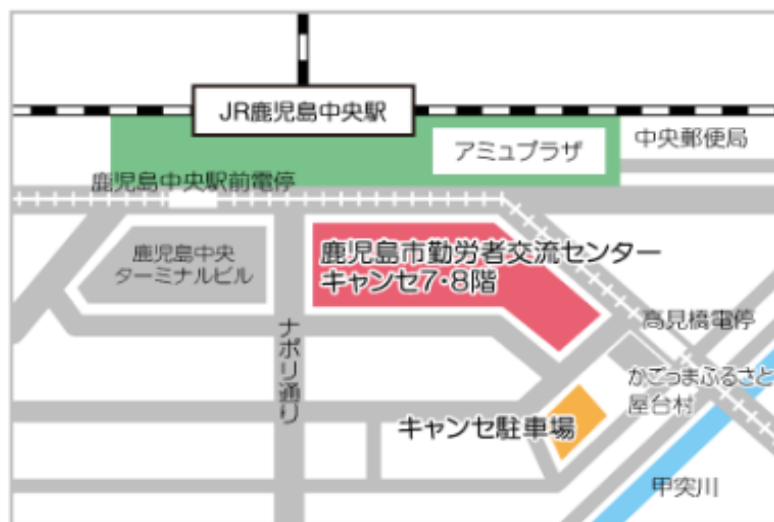 JR鹿児島中央駅
アミュプラザ
中央郵便局
鹿児島中央駅前電停
鹿児島中央
ターミナルビル
鹿児島市勤労者交流センター
キャンセ7・8階
ナポリ通り
高見橋電停
かごっまふるさと
屋台村
キャンセ駐車場
甲突川